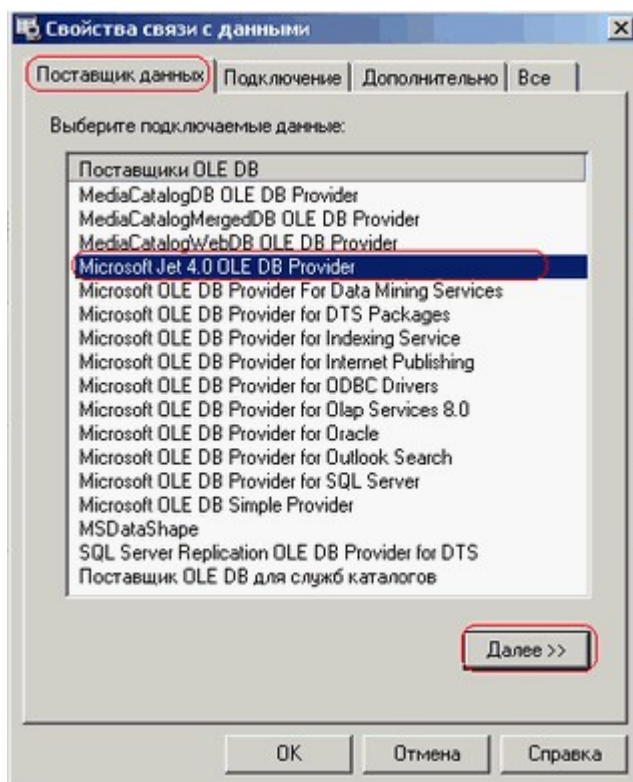 Свойства связи с данными
Поставщик данных Подключение Дополнительно Все
Выберите подключаемые данные:
Поставщики OLE DB
MediaCatalogDB OLE DB Provider
MediaCatalogMergedDB OLE DB Provider
MediaCatalogWebDB OLE DB Provider
Microsoft Jet 4.0 OLE DB Provider
Microsoft OLE DB Provider For Data Mining Services
Microsoft OLE DB Provider for DTS Packages
Microsoft OLE DB Provider for Indexing Service
Microsoft OLE DB Provider for Internet Publishing
Microsoft OLE DB Provider for ODBC Drivers
Microsoft OLE DB Provider for Olap Services 8.0
Microsoft OLE DB Provider for Oracle
Microsoft OLE DB Provider for Outlook Search
Microsoft OLE DB Provider for SQL Server
Microsoft OLE DB Simple Provider
MSDataShape
SQL Server Replication OLE DB Provider for DTS
Поставщик OLE DB для служб каталогов
Далее >>
OK Отмена Справка